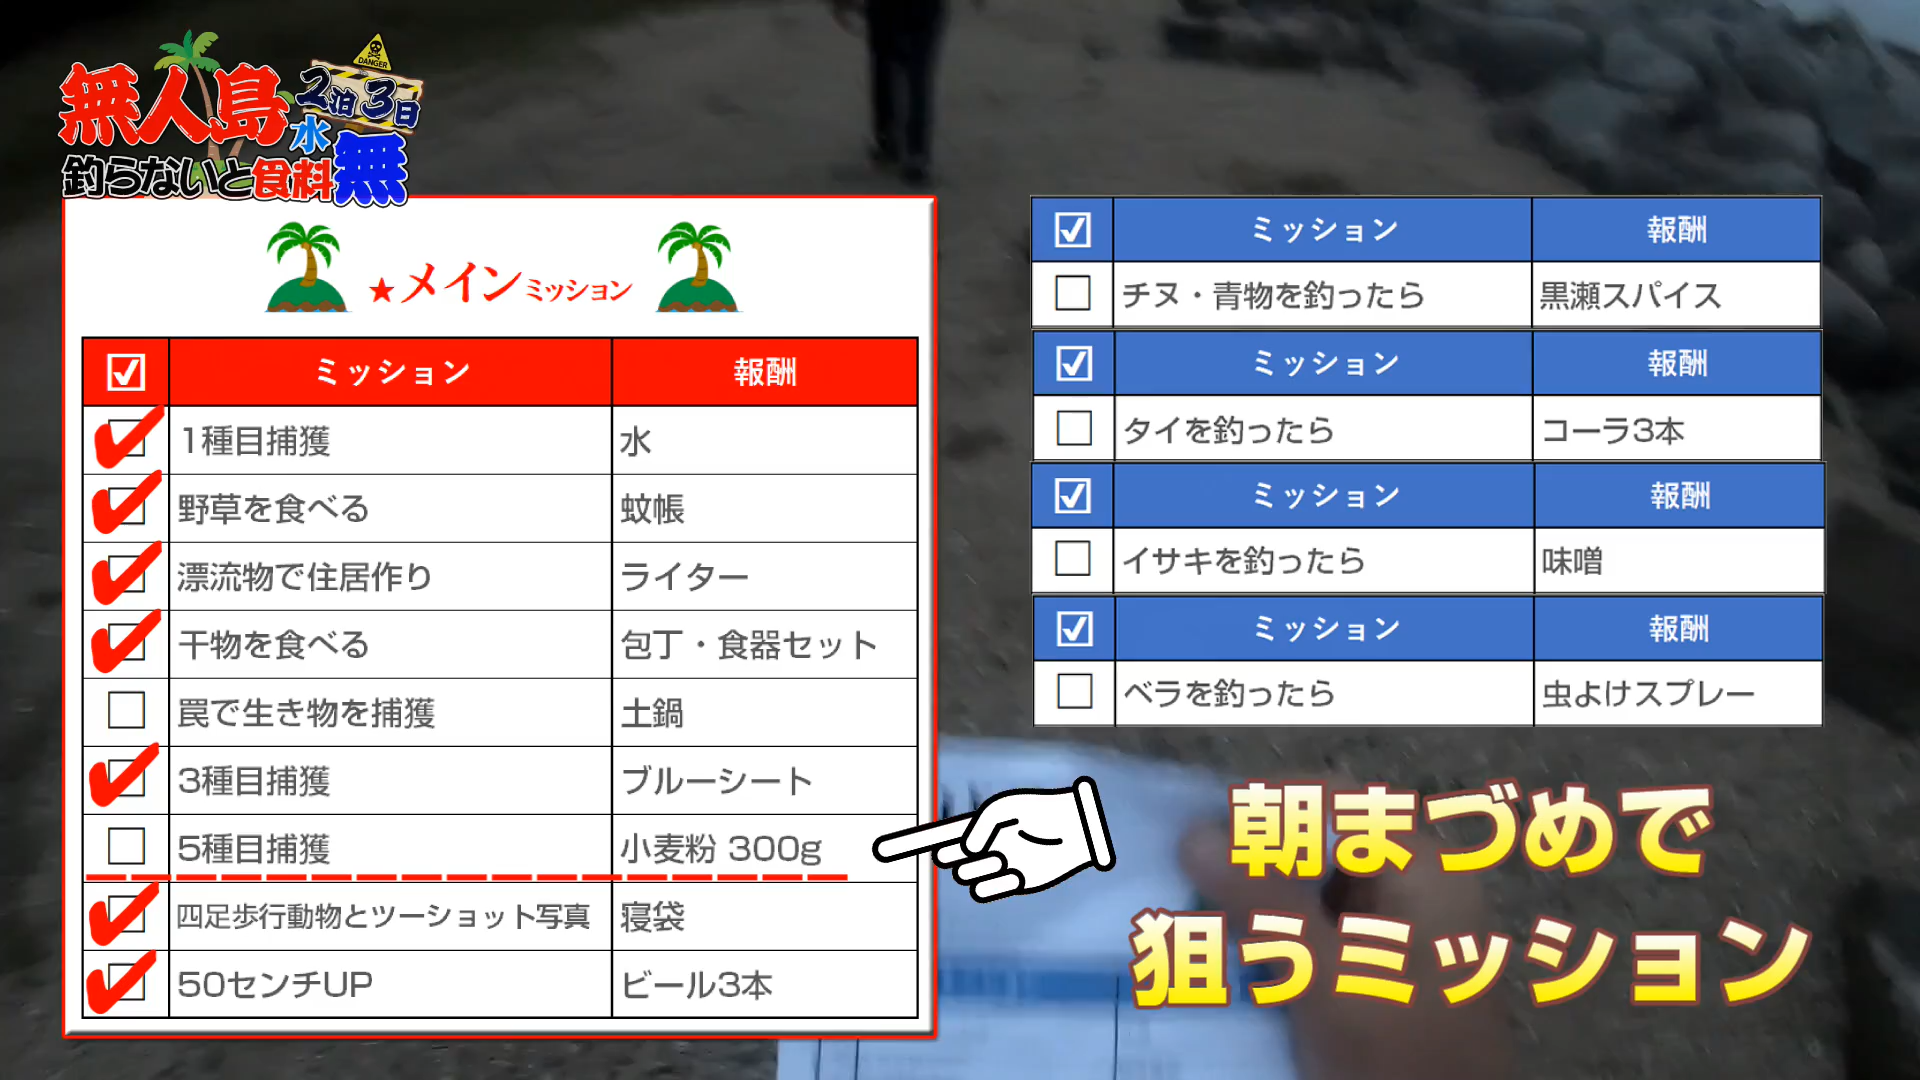 無人島 2泊3日
DANGER
釣らないと食料水無
★メインミッション
☑ ミッション 報酬
1種目捕獲 水
野草を食べる 蚊帳
漂流物で住居作り ライター
干物を食べる 包丁・食器セット
罠で生き物を捕獲 土鍋
3種目捕獲 ブルーシート
5種目捕獲 小麦粉 300g
四足歩行動物とツーショット写真 寝袋
50センチUP ビール3本
☑ ミッション 報酬
チヌ・青物を釣ったら 黒瀬スパイス
☑ ミッション 報酬
タイを釣ったら コーラ3本
☑ ミッション 報酬
イサキを釣ったら 味噌
☑ ミッション 報酬
ベラを釣ったら 虫よけスプレー
朝まづめで
狙うミッション